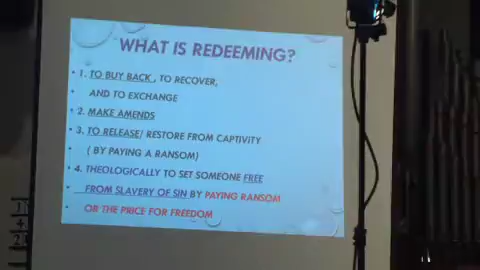 WHAT IS REDEEMING?
• 1. TO BUY BACK , TO RECOVER,
• AND TO EXCHANGE
• 2. MAKE AMENDS
• 3. TO RELEASE/ RESTORE FROM CAPTIVITY
• ( BY PAYING A RANSOM)
• 4. THEOLOGICALLY TO SET SOMEONE FREE
• FROM SLAVERY OF SIN BY PAYING RANSOM
• OR THE PRICE FOR FREEDOM